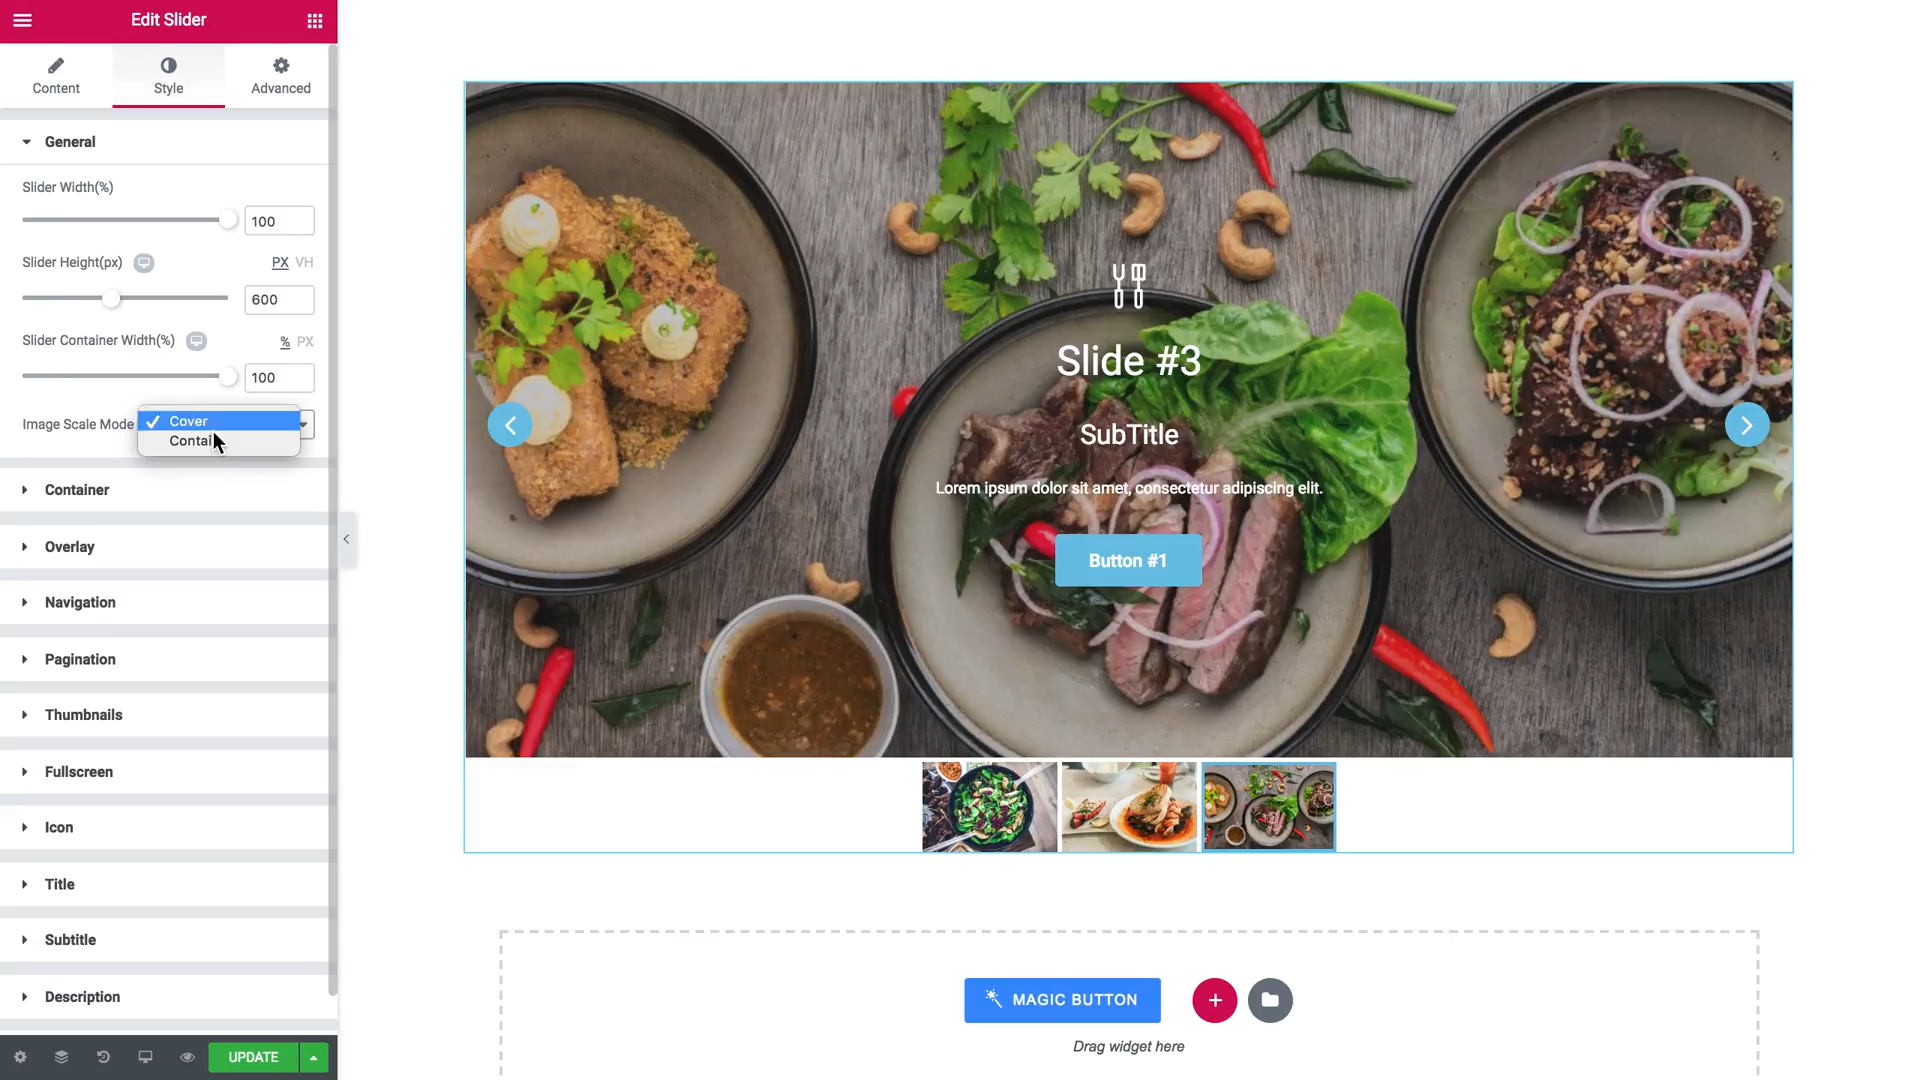 Edit Slider
Content
Style
Advanced
General
Slider Width(%)
100
Slider Height(px)
PX VH
600
Slider Container Width(%)
% PX
100
Image Scale Mode
Cover
Container
Overlay
Navigation
Pagination
Thumbnails
Fullscreen
Icon
Title
Subtitle
Description
UPDATE
Slide #3
SubTitle
Lorem ipsum dolor sit amet, consectetur adipiscing elit.
Button #1
MAGIC BUTTON
Drag widget here